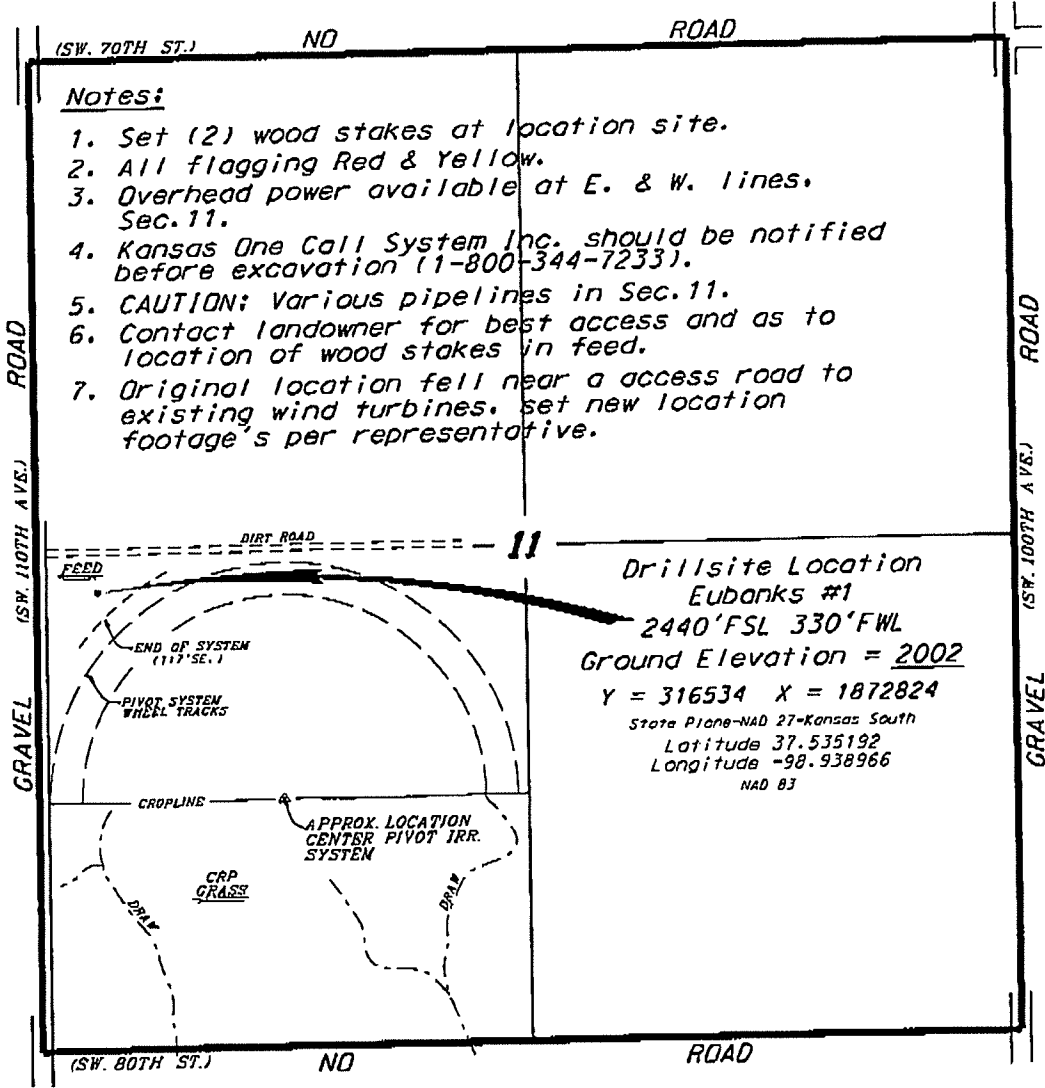 (SW. 70TH ST.) NO ROAD
Notes:
1. Set (2) wood stakes at location site.
2. All flagging Red & Yellow.
3. Overhead power available at E. & W. lines.
Sec. 11.
4. Kansas One Call System Inc. should be notified
before excavation (1-800-344-7233).
5. CAUTION: Various pipelines in Sec. 11.
6. Contact landowner for best access and as to
location of wood stakes in feed.
7. Original location fell near a access road to
existing wind turbines. set new location
footage's per representative.
GRAVEL (SW. 110TH AVE.) ROAD
GRAVEL (SW. 100TH AVE.) ROAD
DIRT ROAD
11
FEED
END OF SYSTEM
(117'SE.)
PIVOT SYSTEM
WHEEL TRACKS
Drillsite Location
Eubanks #1
2440'FSL 330'FWL
Ground Elevation = 2002
Y = 316534 X = 1872824
State Plane-NAD 27-Kansas South
Latitude 37.535192
Longitude -98.938966
NAD 83
CROPLINE
APPROX. LOCATION
CENTER PIVOT IRR.
SYSTEM
CRP
GRASS
DRAW
DRAW
(SW. 80TH ST.) NO ROAD